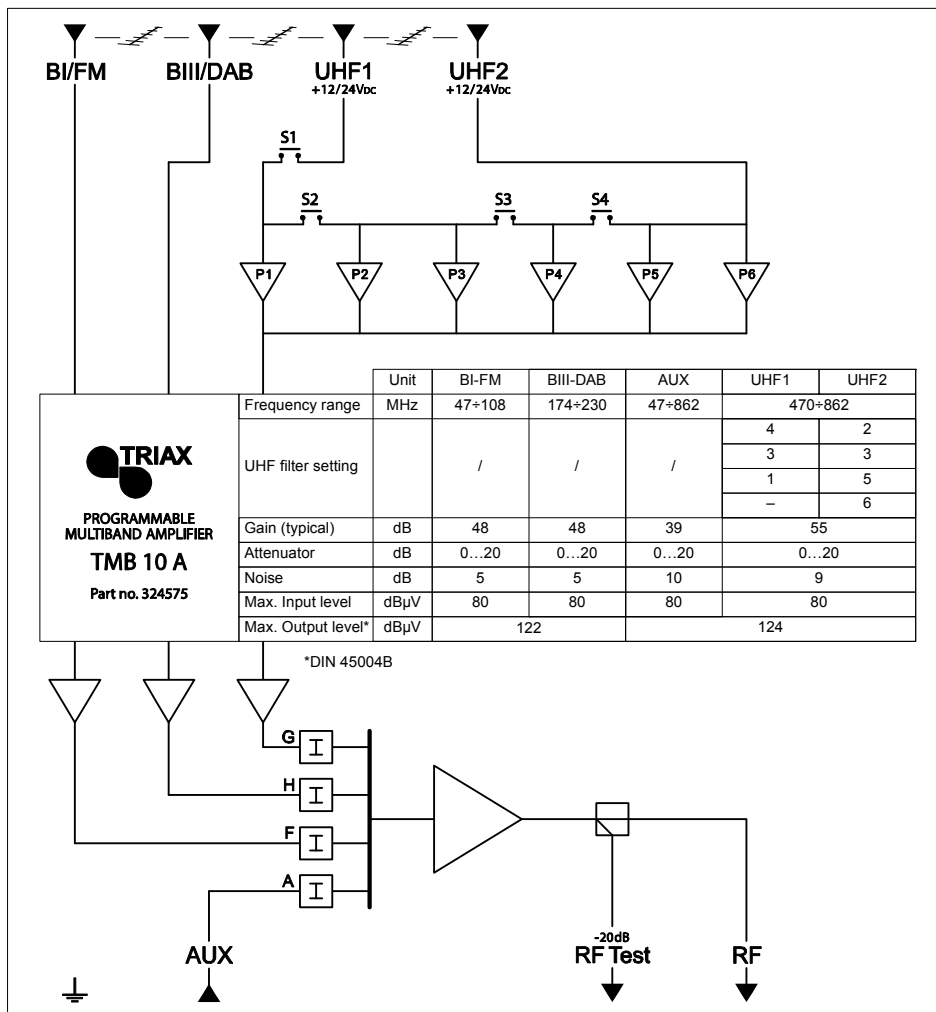 BI/FM BIII/DAB UHF1 UHF2
+12/24VDC +12/24VDC
S1
S2 S3 S4
P1 P2 P3 P4 P5 P6
Unit BI-FM BIII-DAB AUX UHF1 UHF2
Frequency range MHz 47÷108 174÷230 47÷862 470÷862
UHF filter setting / / /
4 2
3 3
1 5
– 6
Gain (typical) dB 48 48 39 55
Attenuator dB 0…20 0…20 0…20 0…20
Noise dB 5 5 10 9
Max. Input level dBµV 80 80 80 80
Max. Output level* dBµV 122 124
TRIAX
PROGRAMMABLE
MULTIBAND AMPLIFIER
TMB 10 A
Part no. 324575
*DIN 45004B
G
H
F
A
AUX
-20dB
RF Test
RF